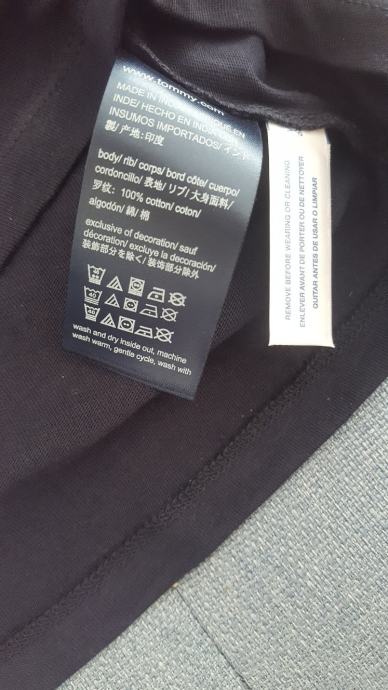 www.tommy.com
MADE IN INDIA
INDE/ HECHO EN INDIA
INSUMOS IMPORTADOS/ インド
製/ 产地: 印度
body/ rib/ corps/ bord côte/ cuerpo/
cordoncillo/ 表地/ リブ/ 大身面料/
罗纹: 100% cotton/ coton/
algodón/ 綿/ 棉
exclusive of decoration/ sauf
décoration/ excluye la decoración/
装飾部分を除く/ 装饰部分除外
40
40
wash and dry inside out, machine
wash warm, gentle cycle, wash with
REMOVE BEFORE WEARING OR CLEANING
ENLEVER AVANT DE PORTER OU DE NETTOYER
QUITAR ANTES DE USAR O LIMPIAR